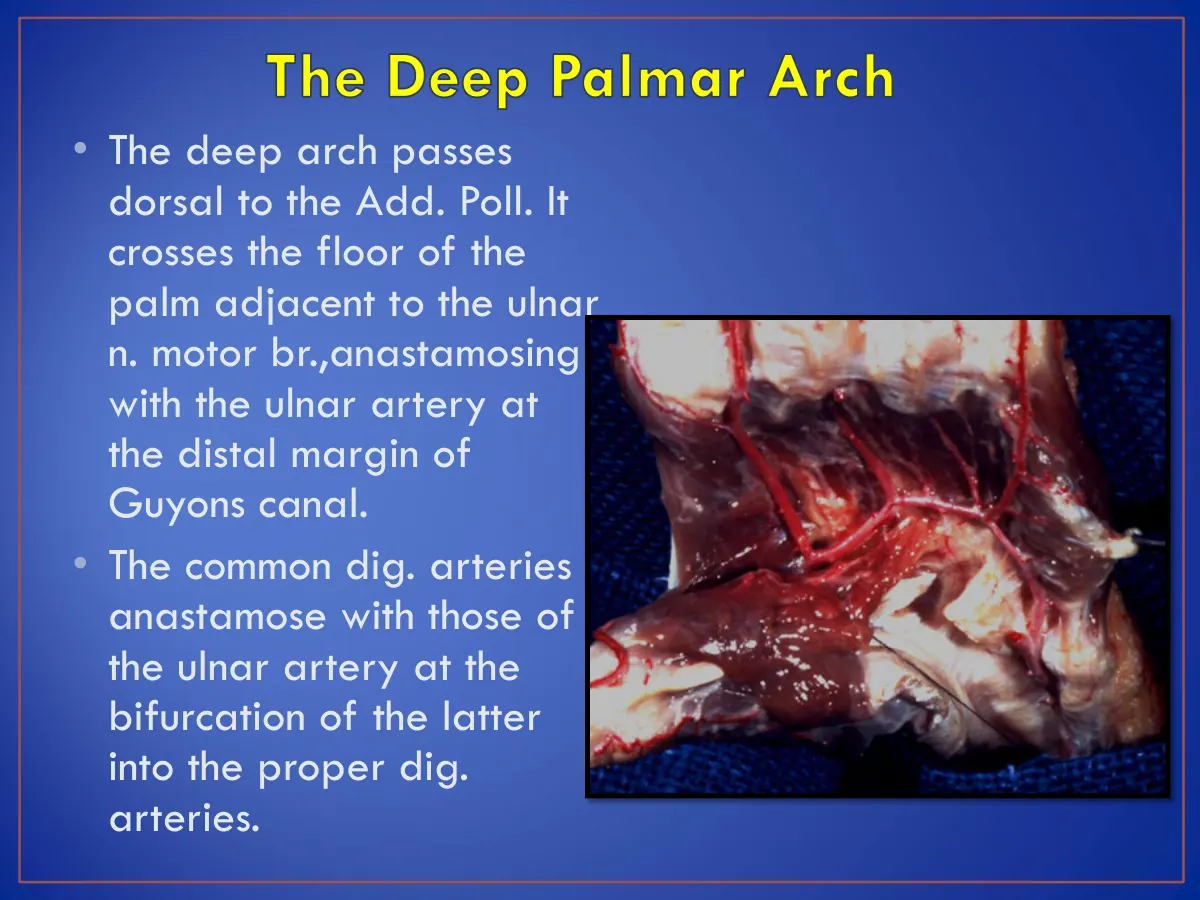 The Deep Palmar Arch
• The deep arch passes
dorsal to the Add. Poll. It
crosses the floor of the
palm adjacent to the ulnar
n. motor br.,anastamosing
with the ulnar artery at
the distal margin of
Guyons canal.
• The common dig. arteries
anastamose with those of
the ulnar artery at the
bifurcation of the latter
into the proper dig.
arteries.